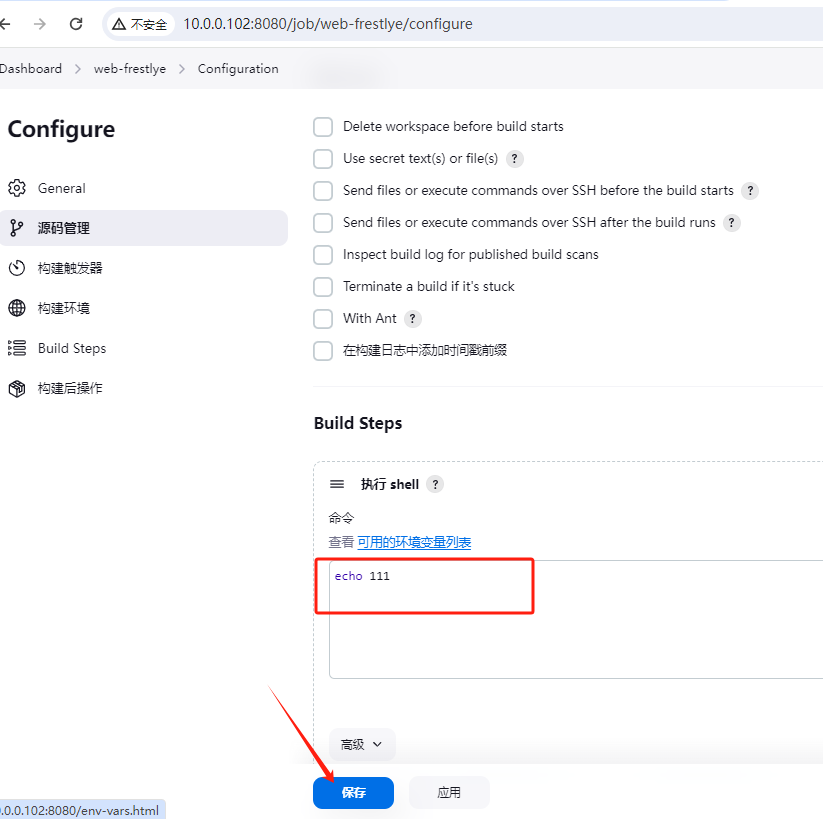 不安全 10.0.0.102:8080/job/web-frestlye/configure
Dashboard > web-frestlye > Configuration
Configure
General
源码管理
构建触发器
构建环境
Build Steps
构建后操作
Delete workspace before build starts
Use secret text(s) or file(s) ?
Send files or execute commands over SSH before the build starts ?
Send files or execute commands over SSH after the build runs ?
Inspect build log for published build scans
Terminate a build if it's stuck
With Ant ?
在构建日志中添加时间戳前缀
Build Steps
执行 shell ?
命令
查看 可用的环境变量列表
echo 111
高级
保存 应用
.0.0.102:8080/env-vars.html